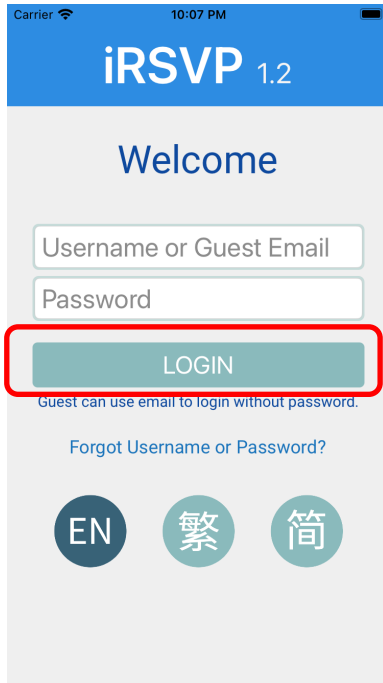 Carrier 10:07 PM
iRSVP 1.2
Welcome
Username or Guest Email
Password
LOGIN
Guest can use email to login without password.
Forgot Username or Password?
EN 繁 简